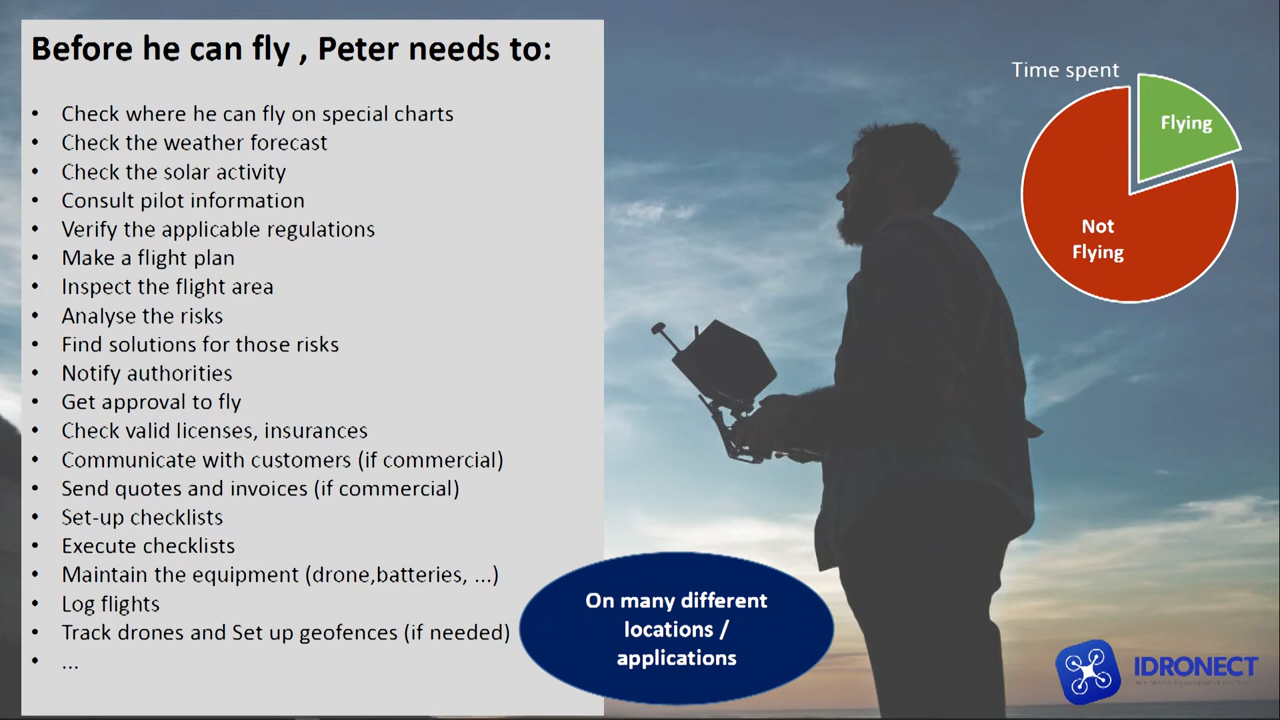 Before he can fly , Peter needs to:
• Check where he can fly on special charts
• Check the weather forecast
• Check the solar activity
• Consult pilot information
• Verify the applicable regulations
• Make a flight plan
• Inspect the flight area
• Analyse the risks
• Find solutions for those risks
• Notify authorities
• Get approval to fly
• Check valid licenses, insurances
• Communicate with customers (if commercial)
• Send quotes and invoices (if commercial)
• Set-up checklists
• Execute checklists
• Maintain the equipment (drone,batteries, ...)
• Log flights
• Track drones and Set up geofences (if needed)
• ...
Time spent
Flying
Not
Flying
On many different
locations /
applications
IDRONECT